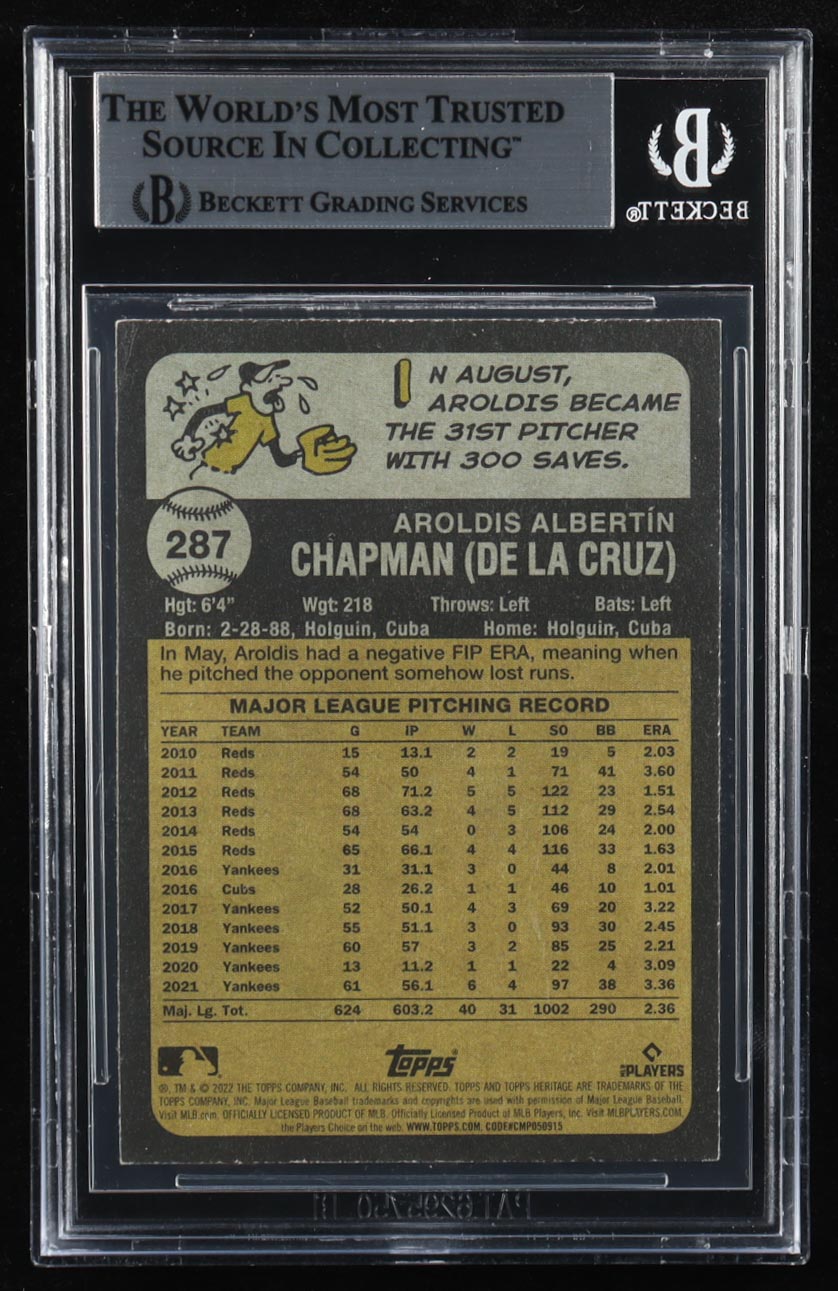 THE WORLD'S MOST TRUSTED
SOURCE IN COLLECTING™
B BECKETT GRADING SERVICES
B
BECKETT®
IN AUGUST,
AROLDIS BECAME
THE 31ST PITCHER
WITH 300 SAVES.
287
AROLDIS ALBERTÍN
CHAPMAN (DE LA CRUZ)
Hgt: 6'4" Wgt: 218 Throws: Left Bats: Left
Born: 2-28-88, Holguin, Cuba Home: Holguin, Cuba
In May, Aroldis had a negative FIP ERA, meaning when
he pitched the opponent somehow lost runs.
MAJOR LEAGUE PITCHING RECORD
YEAR TEAM G IP W L SO BB ERA
2010 Reds 15 13.1 2 2 19 5 2.03
2011 Reds 54 50 4 1 71 41 3.60
2012 Reds 68 71.2 5 5 122 23 1.51
2013 Reds 68 63.2 4 5 112 29 2.54
2014 Reds 54 54 0 3 106 24 2.00
2015 Reds 65 66.1 4 4 116 33 1.63
2016 Yankees 31 31.1 3 0 44 8 2.01
2016 Cubs 28 26.2 1 1 46 10 1.01
2017 Yankees 52 50.1 4 3 69 20 3.22
2018 Yankees 55 51.1 3 0 93 30 2.45
2019 Yankees 60 57 3 2 85 25 2.21
2020 Yankees 13 11.2 1 1 22 4 3.09
2021 Yankees 61 56.1 6 4 97 38 3.36
Maj. Lg. Tot. 624 603.2 40 31 1002 290 2.36
Topps®
MLB PLAYERS
®, TM & © 2022 THE TOPPS COMPANY, INC. ALL RIGHTS RESERVED. TOPPS AND TOPPS HERITAGE ARE TRADEMARKS OF THE
TOPPS COMPANY, INC. Major League Baseball trademarks and copyrights are used with permission of Major League Baseball.
Visit MLB.com. OFFICIALLY LICENSED PRODUCT OF MLB. Officially Licensed Product of MLB Players, Inc. Visit MLBPLAYERS.COM,
the Players Choice on the web. WWW.TOPPS.COM. CODE#CMP050915